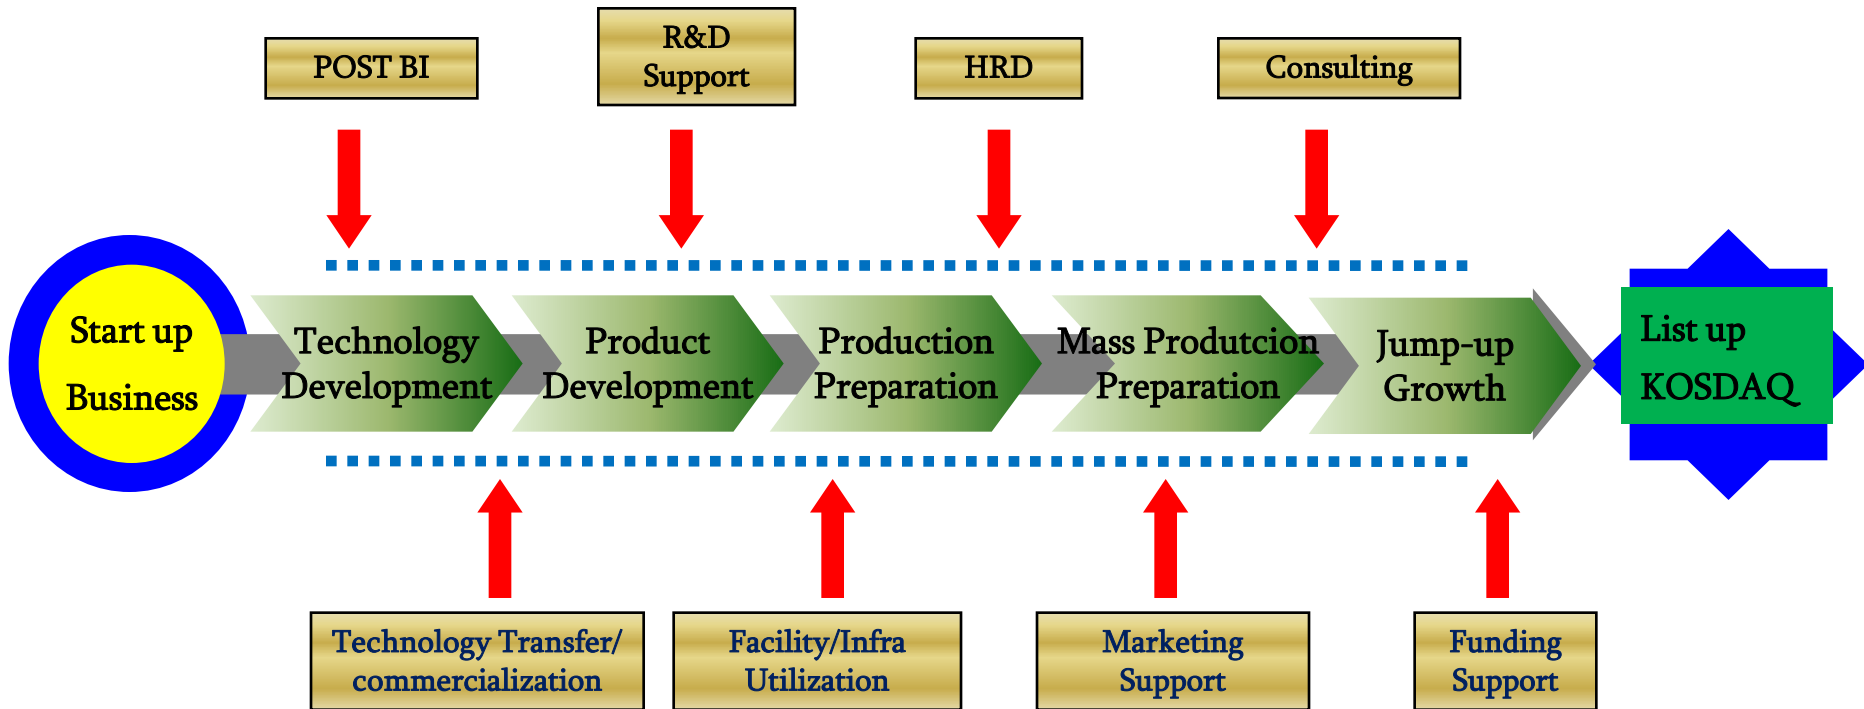 POST BI
R&D
Support
HRD
Consulting
Start up
Business
Technology
Development
Product
Development
Production
Preparation
Mass Produtcion
Preparation
Jump-up
Growth
List up
KOSDAQ
Technology Transfer/
commercialization
Facility/Infra
Utilization
Marketing
Support
Funding
Support